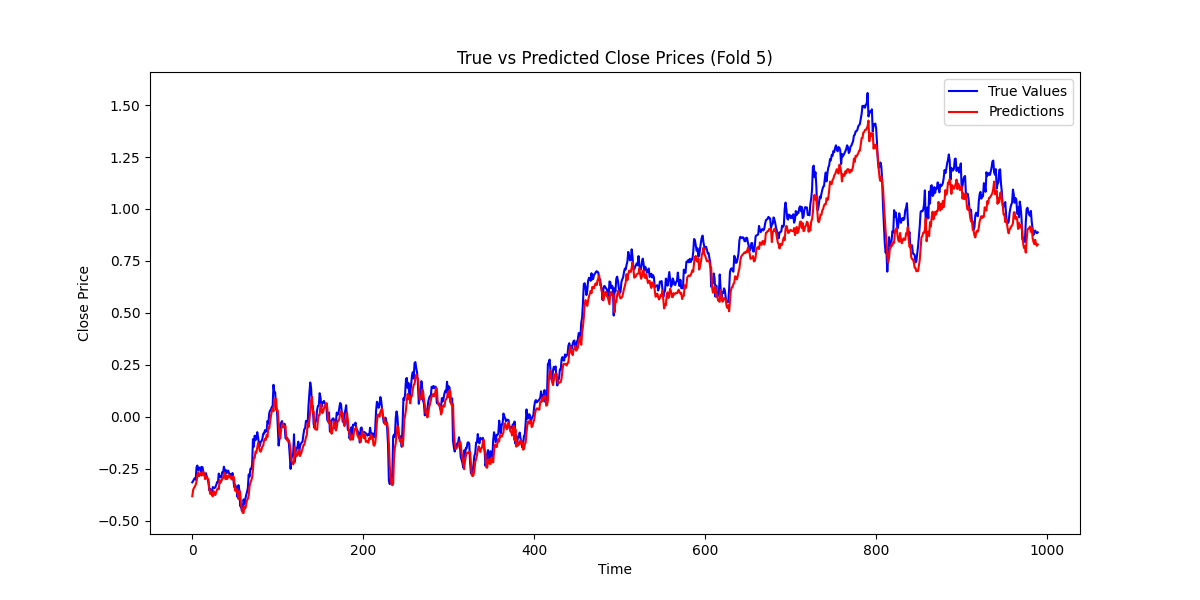 True vs Predicted Close Prices (Fold 5)
True Values
Predictions
Close Price
1.50
1.25
1.00
0.75
0.50
0.25
0.00
−0.25
−0.50
0 200 400 600 800 1000
Time